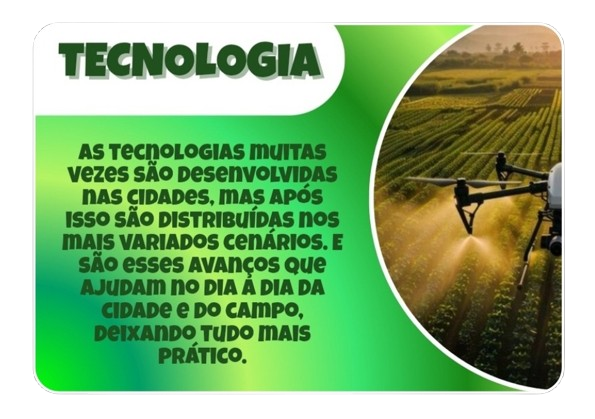 TECNOLOGIA
AS TECNOLOGIAS MUITAS
VEZES SÃO DESENVOLVIDAS
NAS CIDADES, MAS APÓS
ISSO SÃO DISTRIBUÍDAS NOS
MAIS VARIADOS CENÁRIOS. E
SÃO ESSES AVANÇOS QUE
AJUDAM NO DIA À DIA DA
CIDADE E DO CAMPO,
DEIXANDO TUDO MAIS
PRÁTICO.